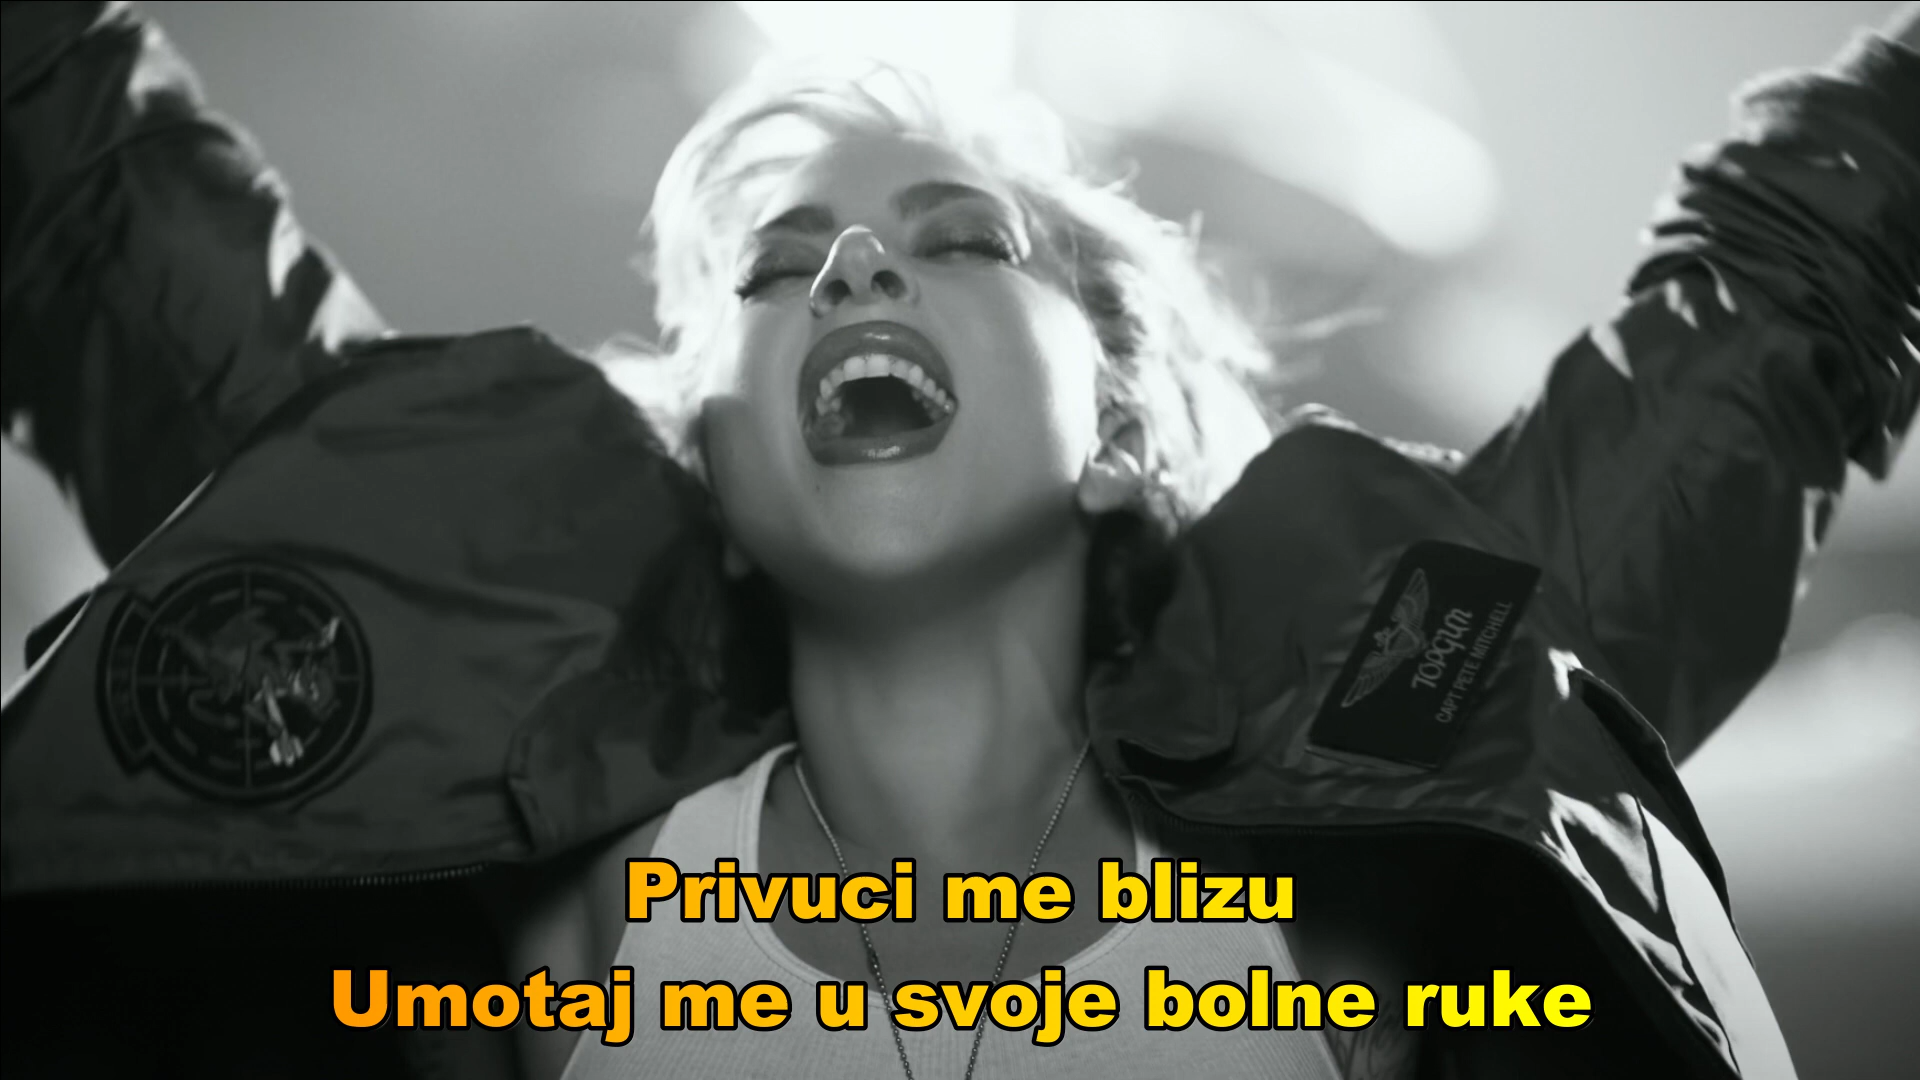 TOPGUN
CAPT PETE MITCHELL
Privuci me blizu
Umotaj me u svoje bolne ruke